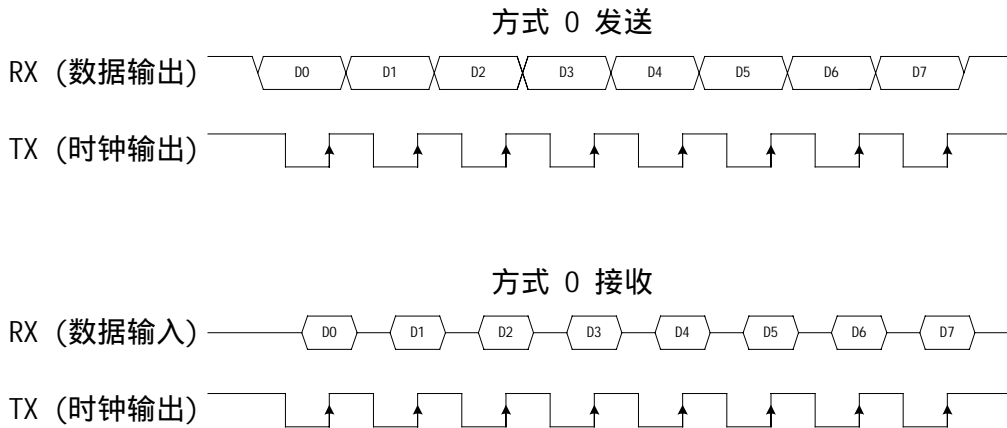 方式 0 发送
RX (数据输出)
D0 D1 D2 D3 D4 D5 D6 D7
TX (时钟输出)
方式 0 接收
RX (数据输入)
D0 D1 D2 D3 D4 D5 D6 D7
TX (时钟输出)